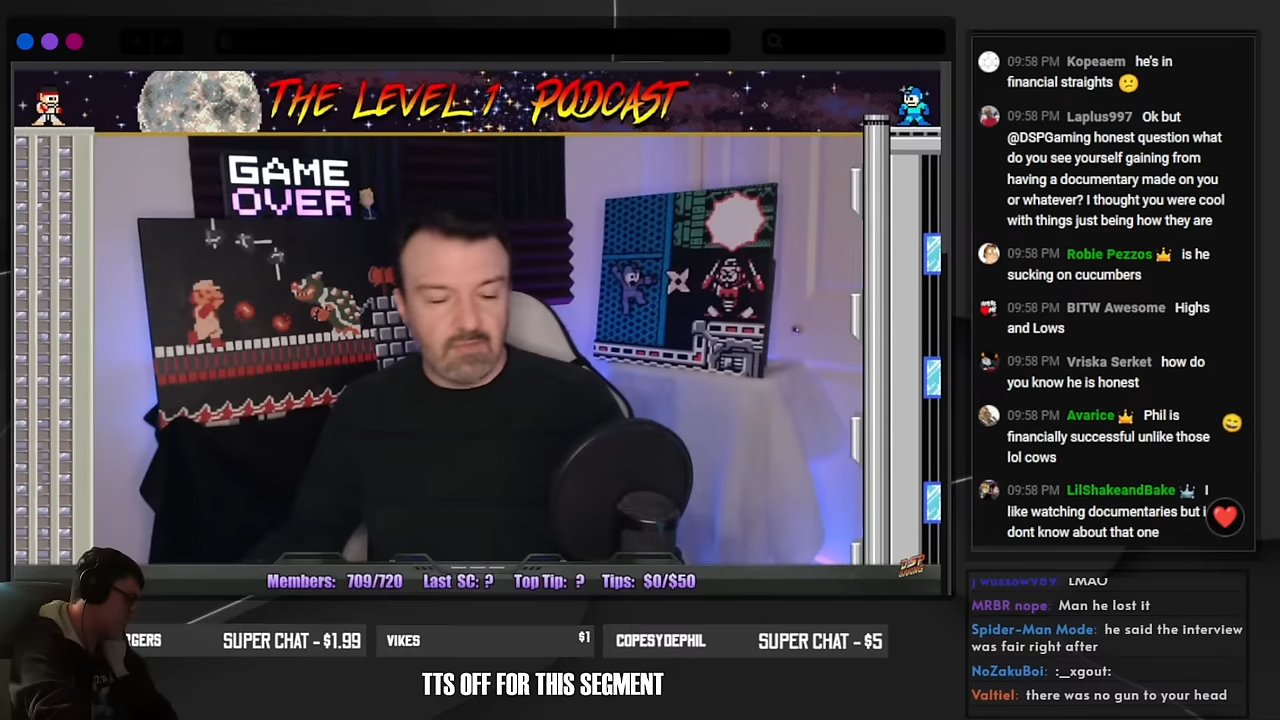 THE LEVEL 1 PODCAST
GAME
OVER
Members: 709/720 Last SC: ? Top Tip: ? Tips: $0/$50
DSP
GAMING
GERS SUPER CHAT - $1.99
VIKES $1
COPESYDEPHIL SUPER CHAT - $5
TTS OFF FOR THIS SEGMENT
09:58 PM Kopeaem he's in
financial straights
09:58 PM Laplus997 Ok but
@DSPGaming honest question what
do you see yourself gaining from
having a documentary made on you
or whatever? I thought you were cool
with things just being how they are
09:58 PM Robie Pezzos is he
sucking on cucumbers
09:58 PM BITW Awesome Highs
and Lows
09:58 PM Vriska Serket how do
you know he is honest
09:58 PM Avarice Phil is
financially successful unlike those
lol cows
09:58 PM LilShakeandBake I
like watching documentaries but i
dont know about that one
LMAO
MRBR nope: Man he lost it
Spider-Man Mode: he said the interview
was fair right after
NoZakuBoi: :_xgout:
Valtiel: there was no gun to your head